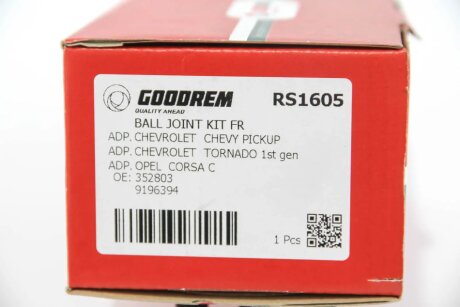 GOODREM RS1605
QUALITY AHEAD
BALL JOINT KIT FR
ADP. CHEVROLET CHEVY PICKUP
ADP. CHEVROLET TORNADO 1st gen
ADP. OPEL CORSA C
OE: 352803
9196394
1 Pcs